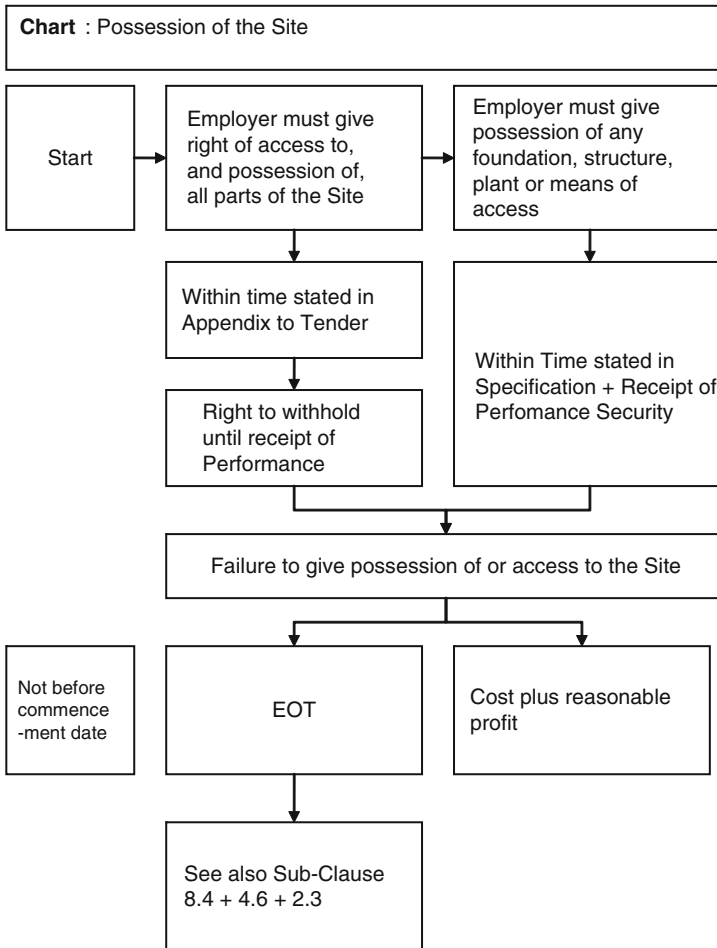 Chart : Possession of the Site
Start
Employer must give
right of access to,
and possession of,
all parts of the Site
Employer must give
possession of any
foundation, structure,
plant or means of
access
Within time stated in
Appendix to Tender
Within Time stated in
Specification + Receipt of
Perfomance Security
Right to withhold
until receipt of
Performance
Failure to give possession of or access to the Site
Not before
commence
-ment date
EOT
Cost plus reasonable
profit
See also Sub-Clause
8.4 + 4.6 + 2.3